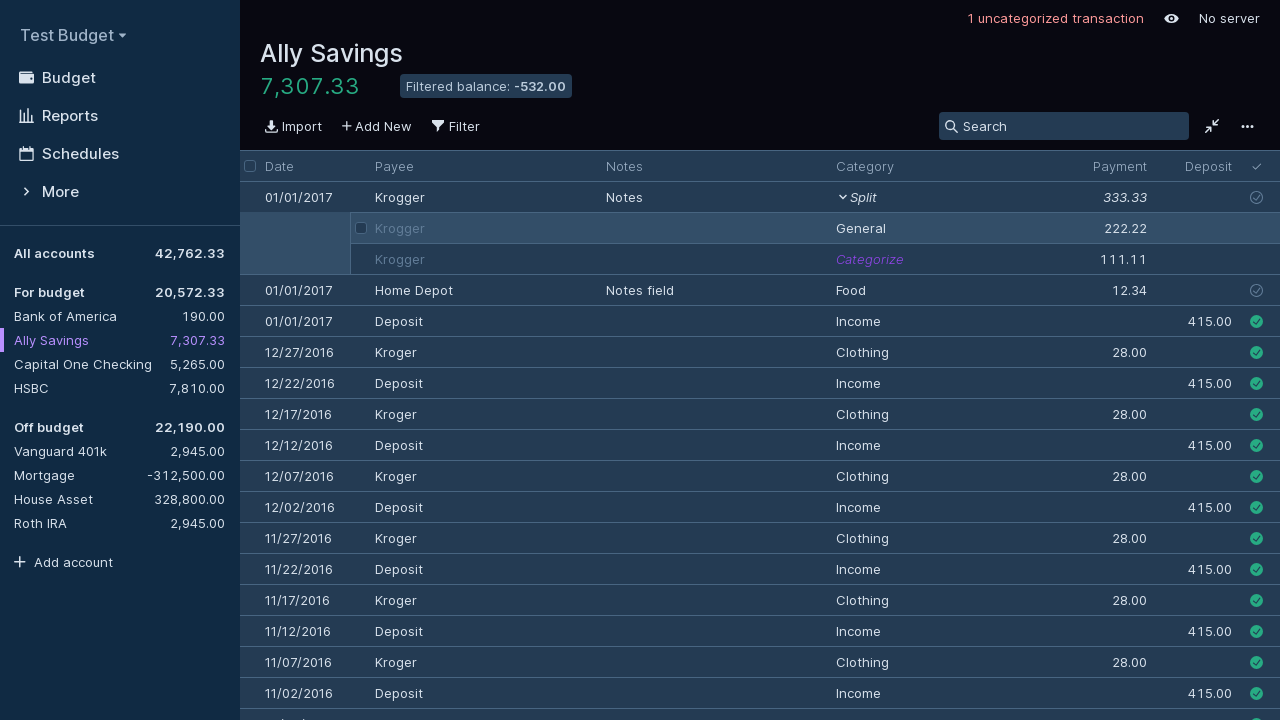 Test Budget
Budget
Reports
Schedules
More
All accounts 42,762.33
For budget 20,572.33
Bank of America 190.00
Ally Savings 7,307.33
Capital One Checking 5,265.00
HSBC 7,810.00
Off budget 22,190.00
Vanguard 401k 2,945.00
Mortgage -312,500.00
House Asset 328,800.00
Roth IRA 2,945.00
Add account
1 uncategorized transaction No server
Ally Savings
7,307.33 Filtered balance: -532.00
Import Add New Filter Search
Date Payee Notes Category Payment Deposit
01/01/2017 Krogger Notes Split 333.33
Krogger General 222.22
Krogger Categorize 111.11
01/01/2017 Home Depot Notes field Food 12.34
01/01/2017 Deposit Income 415.00
12/27/2016 Kroger Clothing 28.00
12/22/2016 Deposit Income 415.00
12/17/2016 Kroger Clothing 28.00
12/12/2016 Deposit Income 415.00
12/07/2016 Kroger Clothing 28.00
12/02/2016 Deposit Income 415.00
11/27/2016 Kroger Clothing 28.00
11/22/2016 Deposit Income 415.00
11/17/2016 Kroger Clothing 28.00
11/12/2016 Deposit Income 415.00
11/07/2016 Kroger Clothing 28.00
11/02/2016 Deposit Income 415.00